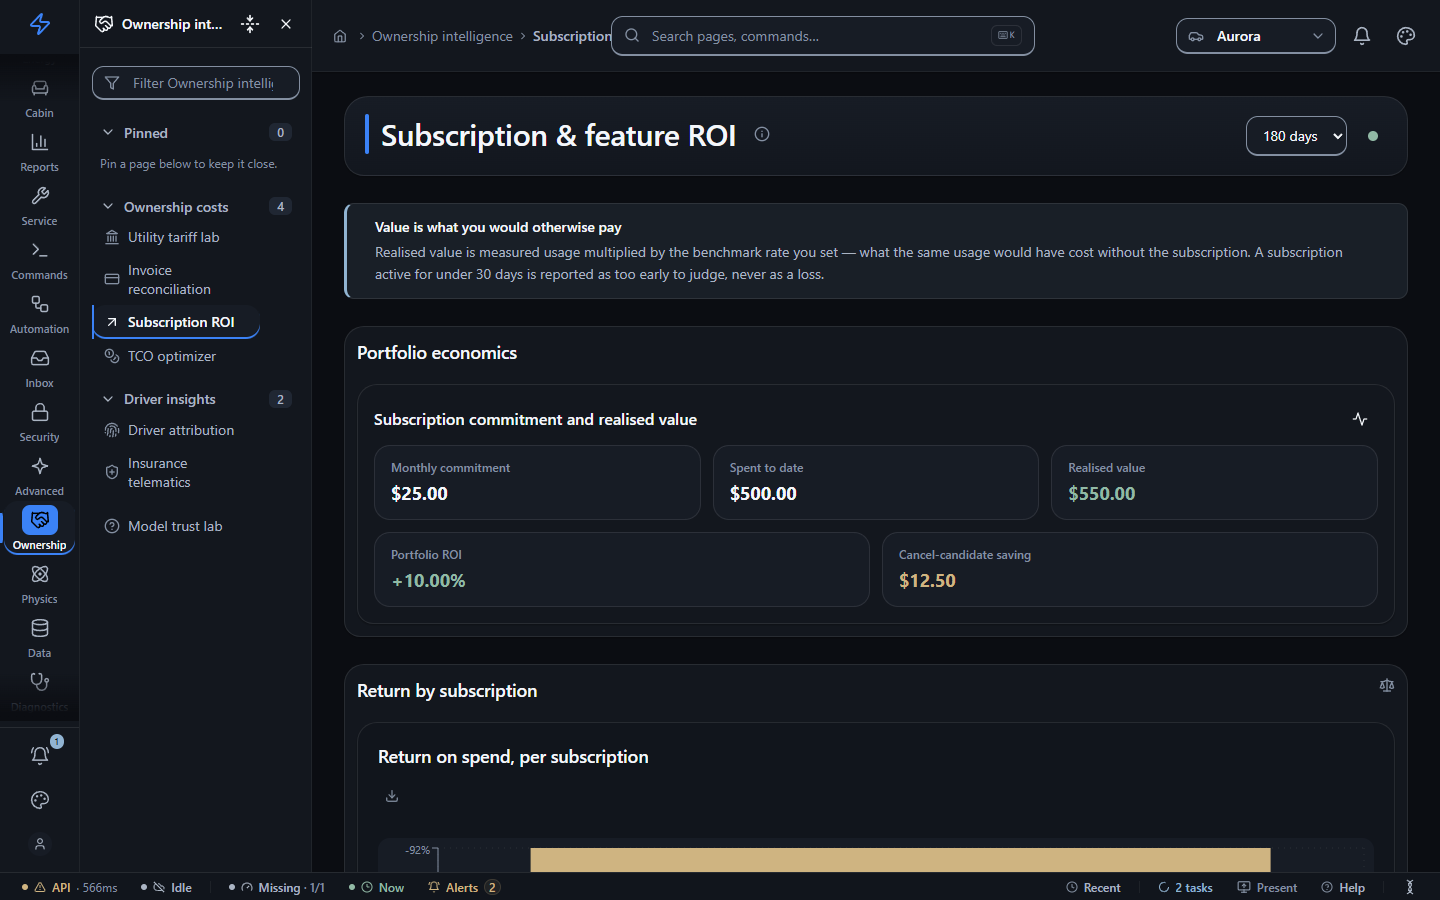 Ownership int...
Ownership intelligence
Subscription
Search pages, commands...
K
Aurora
Filter Ownership intelli
Cabin
Reports
Service
Commands
Automation
Inbox
Security
Advanced
Ownership
Physics
Data
Diagnostics
1
Pinned
0
Pin a page below to keep it close.
Ownership costs
4
Utility tariff lab
Invoice
reconciliation
Subscription ROI
TCO optimizer
Driver insights
2
Driver attribution
Insurance
telematics
Model trust lab
Subscription & feature ROI
180 days
Value is what you would otherwise pay
Realised value is measured usage multiplied by the benchmark rate you set — what the same usage would have cost without the subscription. A subscription
active for under 30 days is reported as too early to judge, never as a loss.
Portfolio economics
Subscription commitment and realised value
Monthly commitment
$25.00
Spent to date
$500.00
Realised value
$550.00
Portfolio ROI
+10.00%
Cancel-candidate saving
$12.50
Return by subscription
Return on spend, per subscription
-92%
API · 566ms
Idle
Missing · 1/1
Now
Alerts 2
Recent
2 tasks
Present
Help